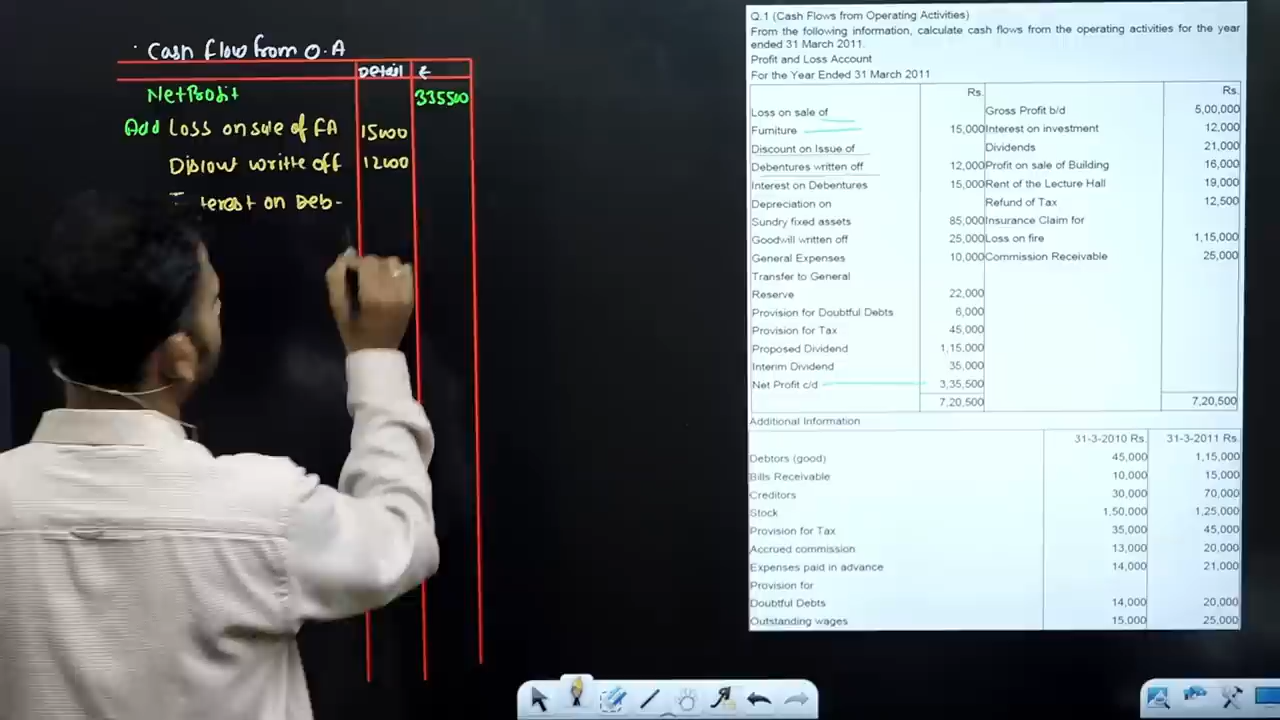 Cash flow from O.A
Detail ₹
Net Profit 335500
Add Loss on sale of FA 15000
Discout writte off 12000
terest on Deb-
Q.1 (Cash Flows from Operating Activities)
From the following information, calculate cash flows from the operating activities for the year
ended 31 March 2011.
Profit and Loss Account
For the Year Ended 31 March 2011
Rs. Rs.
Loss on sale of Gross Profit b/d 5,00,000
Furniture 15,000 Interest on investment 12,000
Discount on Issue of Dividends 21,000
Debentures written off 12,000 Profit on sale of Building 16,000
Interest on Debentures 15,000 Rent of the Lecture Hall 19,000
Depreciation on Refund of Tax 12,500
Sundry fixed assets 85,000 Insurance Claim for
Goodwill written off 25,000 Loss on fire 1,15,000
General Expenses 10,000 Commission Receivable 25,000
Transfer to General
Reserve 22,000
Provision for Doubtful Debts 6,000
Provision for Tax 45,000
Proposed Dividend 1,15,000
Interim Dividend 35,000
Net Profit c/d 3,35,500
7,20,500 7,20,500
Additional Information
31-3-2010 Rs. 31-3-2011 Rs.
Debtors (good) 45,000 1,15,000
Bills Receivable 10,000 15,000
Creditors 30,000 70,000
Stock 1,50,000 1,25,000
Provision for Tax 35,000 45,000
Accrued commission 13,000 20,000
Expenses paid in advance 14,000 21,000
Provision for
Doubtful Debts 14,000 20,000
Outstanding wages 15,000 25,000